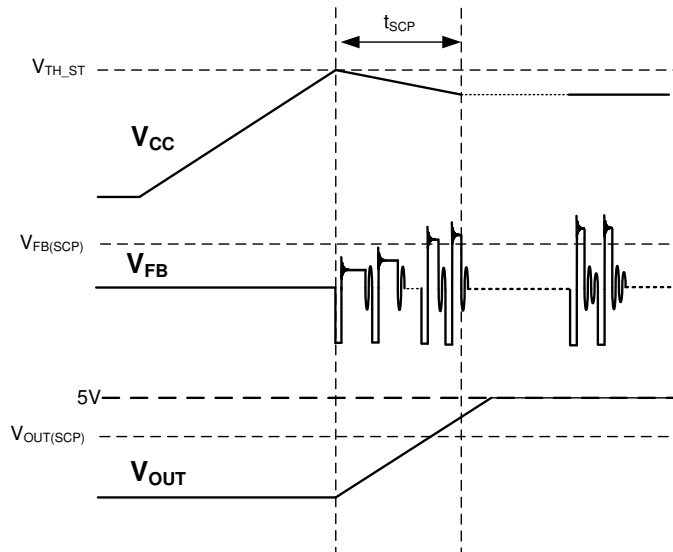 tSCP
VTH_ST
VCC
VFB(SCP)
VFB
5V
VOUT(SCP)
VOUT